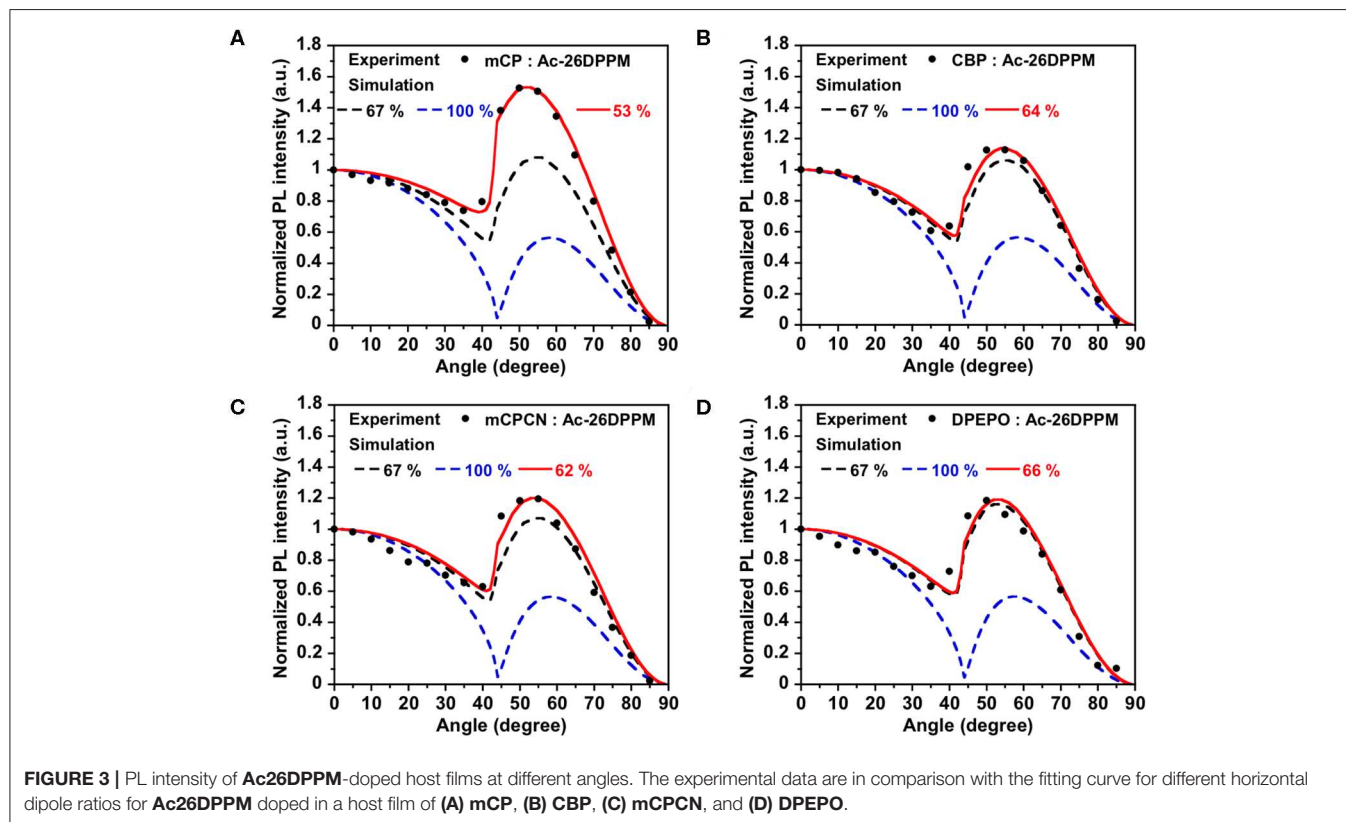 A
Normalized PL intensity (a.u.)
1.8
1.6
1.4
1.2
1
0.8
0.6
0.4
0.2
0
Experiment ● mCP : Ac-26DPPM
Simulation
67 % 100 % 53 %
0 10 20 30 40 50 60 70 80 90
Angle (degree)
B
Normalized PL intensity (a.u.)
1.8
1.6
1.4
1.2
1
0.8
0.6
0.4
0.2
0
Experiment ● CBP : Ac-26DPPM
Simulation
67 % 100 % 64 %
0 10 20 30 40 50 60 70 80 90
Angle (degree)
C
Normalized PL intensity (a.u.)
1.8
1.6
1.4
1.2
1
0.8
0.6
0.4
0.2
0
Experiment ● mCPCN : Ac-26DPPM
Simulation
67 % 100 % 62 %
0 10 20 30 40 50 60 70 80 90
Angle (degree)
D
Normalized PL intensity (a.u.)
1.8
1.6
1.4
1.2
1
0.8
0.6
0.4
0.2
0
Experiment ● DPEPO : Ac-26DPPM
Simulation
67 % 100 % 66 %
0 10 20 30 40 50 60 70 80 90
Angle (degree)
FIGURE 3 | PL intensity of Ac26DPPM-doped host films at different angles. The experimental data are in comparison with the fitting curve for different horizontal
dipole ratios for Ac26DPPM doped in a host film of (A) mCP, (B) CBP, (C) mCPCN, and (D) DPEPO.